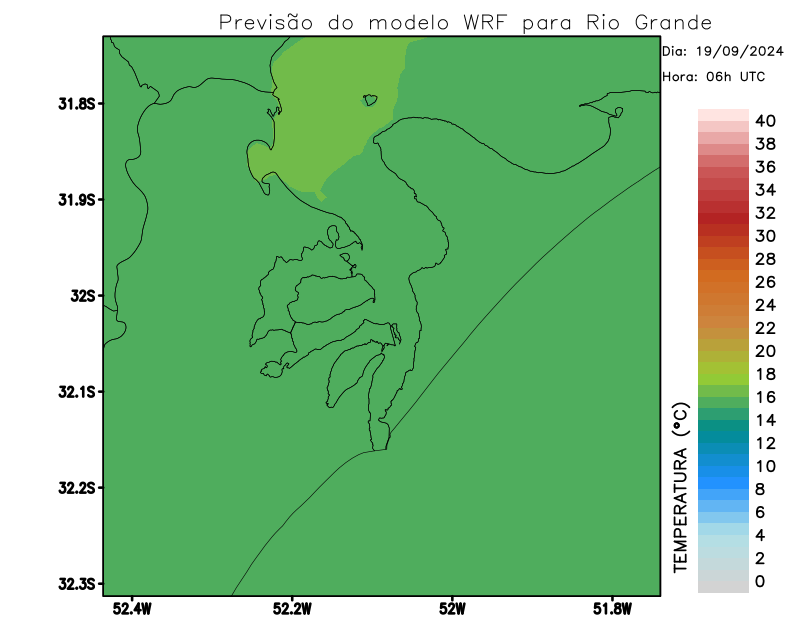 Previsão do modelo WRF para Rio Grande
Dia: 19/09/2024
Hora: 06h UTC
31.8S
31.9S
32S
32.1S
32.2S
32.3S
52.4W
52.2W
52W
51.8W
TEMPERATURA (°C)
40
38
36
34
32
30
28
26
24
22
20
18
16
14
12
10
8
6
4
2
0